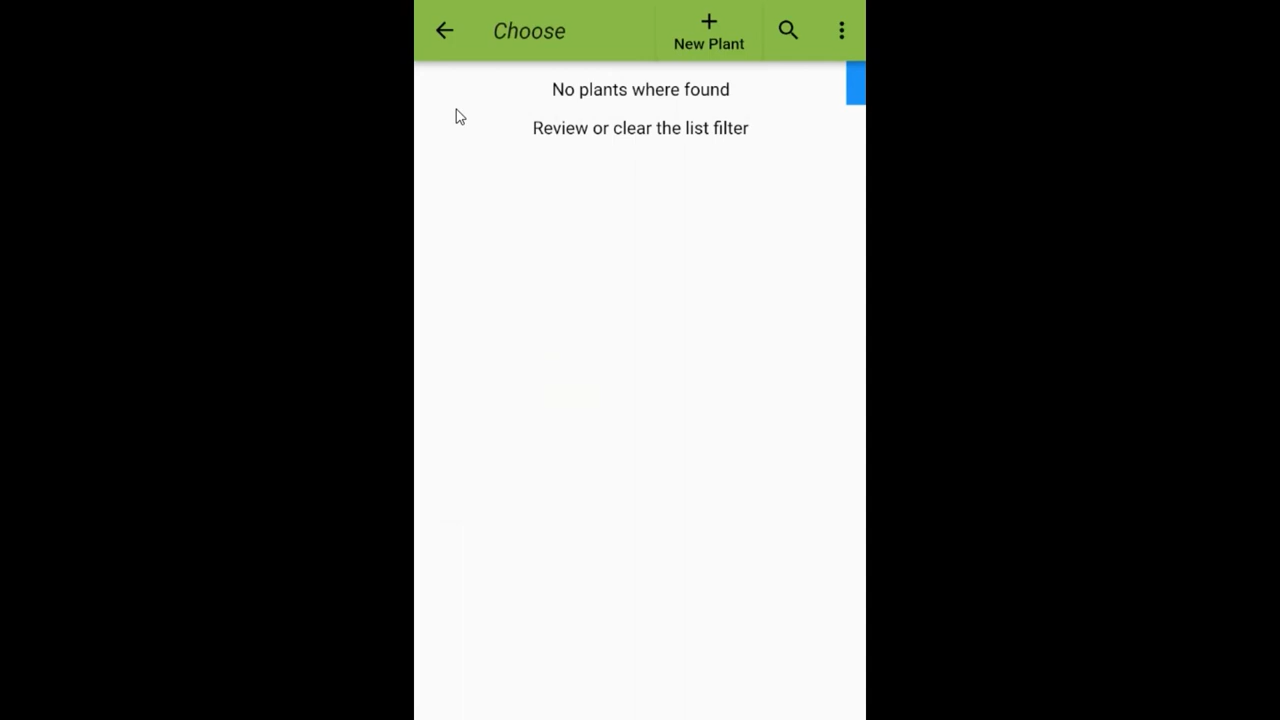 Choose
New Plant
No plants where found
Review or clear the list filter